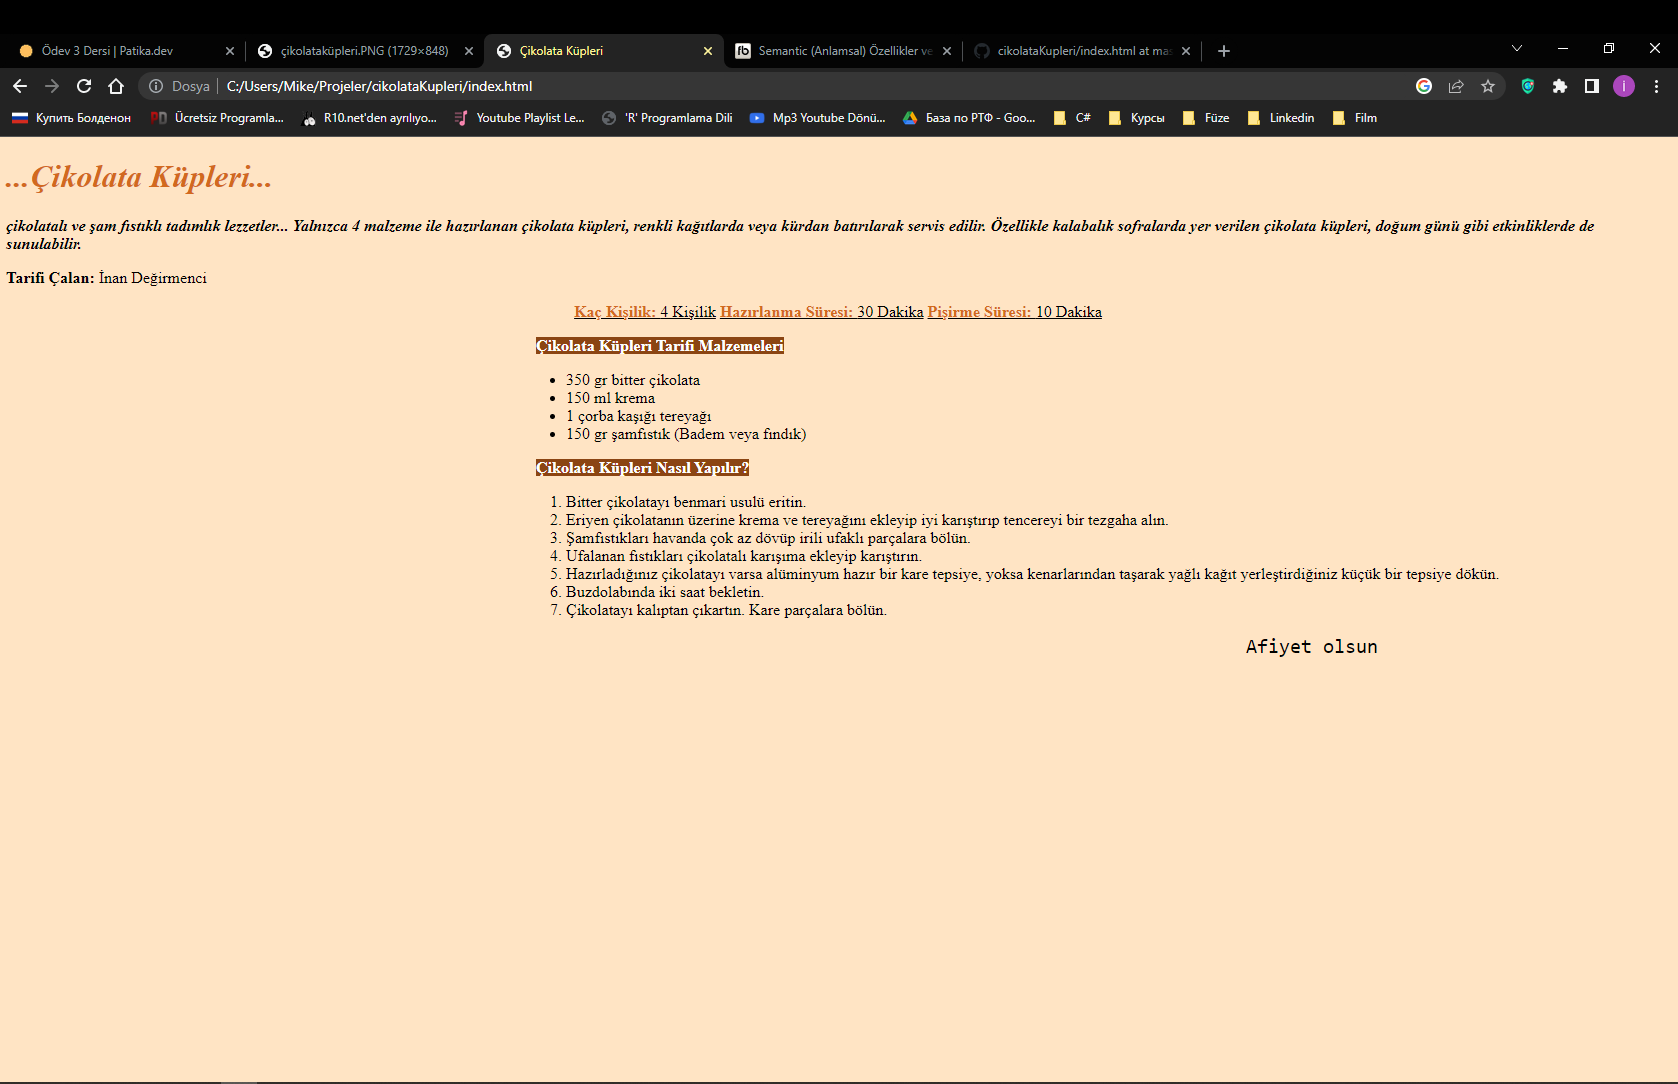 Ödev 3 Dersi | Patika.dev
çikolataküpleri.PNG (1729×848)
Çikolata Küpleri
Semantic (Anlamsal) Özellikler ve
cikolataKupleri/index.html at mas
Dosya
C:/Users/Mike/Projeler/cikolataKupleri/index.html
Купить Болденон
Ücretsiz Programla...
R10.net'den ayrılıyo...
Youtube Playlist Le...
'R' Programlama Dili
Mp3 Youtube Dönü...
База по РТФ - Goo...
C#
Курсы
Füze
Linkedin
Film
...Çikolata Küpleri...
çikolatalı ve şam fıstıklı tadımlık lezzetler... Yalnızca 4 malzeme ile hazırlanan çikolata küpleri, renkli kağıtlarda veya kürdan batırılarak servis edilir. Özellikle kalabalık sofralarda yer verilen çikolata küpleri, doğum günü gibi etkinliklerde de
sunulabilir.
Tarifi Çalan: İnan Değirmenci
Kaç Kişilik: 4 Kişilik Hazırlanma Süresi: 30 Dakika Pişirme Süresi: 10 Dakika
Çikolata Küpleri Tarifi Malzemeleri
• 350 gr bitter çikolata
• 150 ml krema
• 1 çorba kaşığı tereyağı
• 150 gr şamfıstık (Badem veya fındık)
Çikolata Küpleri Nasıl Yapılır?
1. Bitter çikolatayı benmari usulü eritin.
2. Eriyen çikolatanın üzerine krema ve tereyağını ekleyip iyi karıştırıp tencereyi bir tezgaha alın.
3. Şamfıstıkları havanda çok az dövüp irili ufaklı parçalara bölün.
4. Ufalanan fıstıkları çikolatalı karışıma ekleyip karıştırın.
5. Hazırladığınız çikolatayı varsa alüminyum hazır bir kare tepsiye, yoksa kenarlarından taşarak yağlı kağıt yerleştirdiğiniz küçük bir tepsiye dökün.
6. Buzdolabında iki saat bekletin.
7. Çikolatayı kalıptan çıkartın. Kare parçalara bölün.
Afiyet olsun